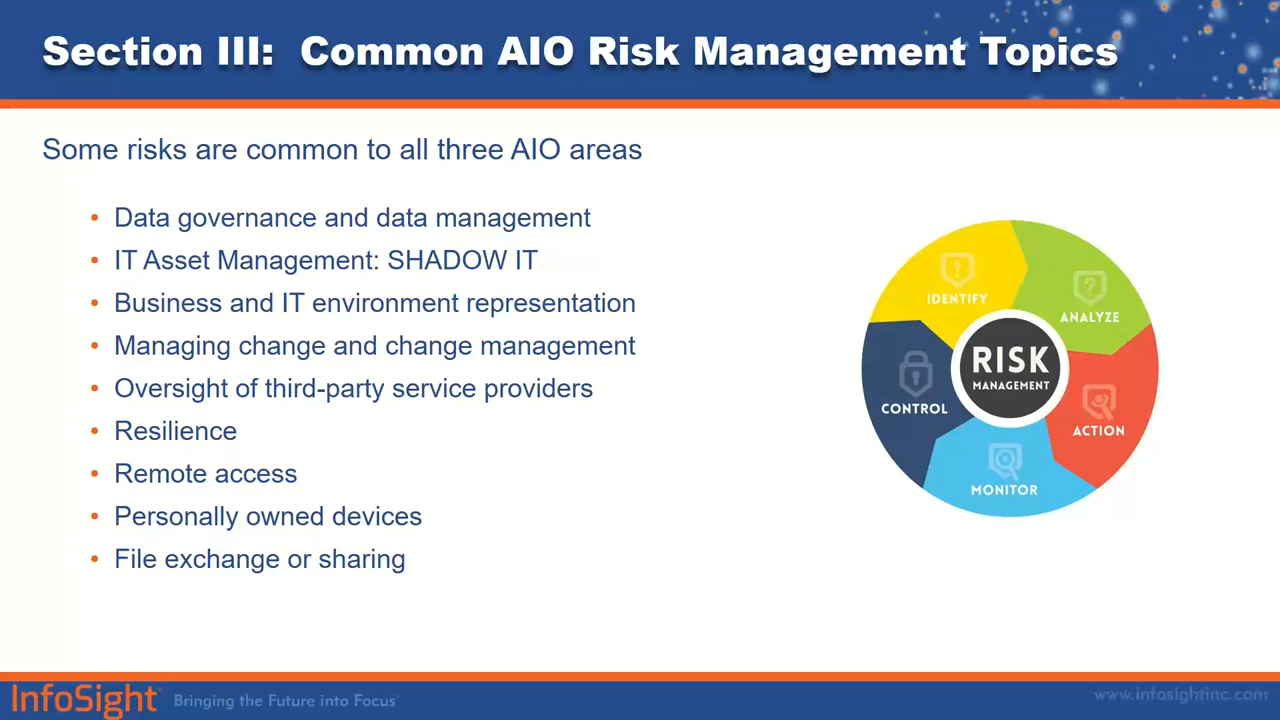 Section III:  Common AIO Risk Management Topics
Some risks are common to all three AIO areas
• Data governance and data management
• IT Asset Management: SHADOW IT
• Business and IT environment representation
• Managing change and change management
• Oversight of third-party service providers
• Resilience
• Remote access
• Personally owned devices
• File exchange or sharing
IDENTIFY
ANALYZE
RISK
MANAGEMENT
CONTROL
ACTION
MONITOR
InfoSight Bringing the Future into Focus
www.infosightinc.com